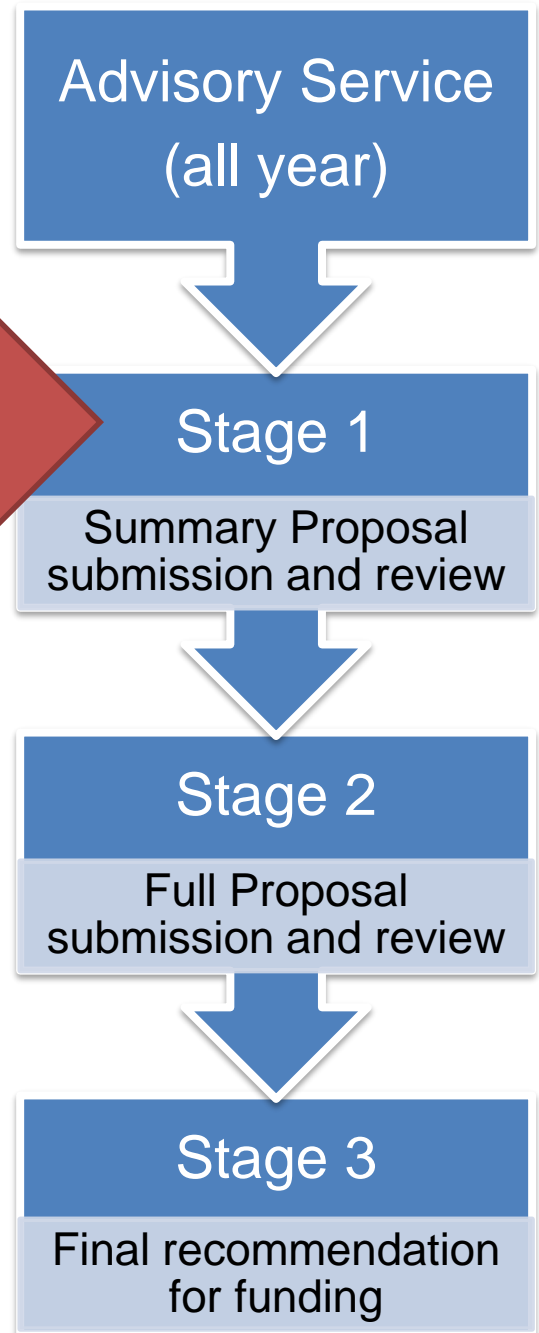 Advisory Service
(all year)
Stage 1
Summary Proposal
submission and review
Stage 2
Full Proposal
submission and review
Stage 3
Final recommendation
for funding